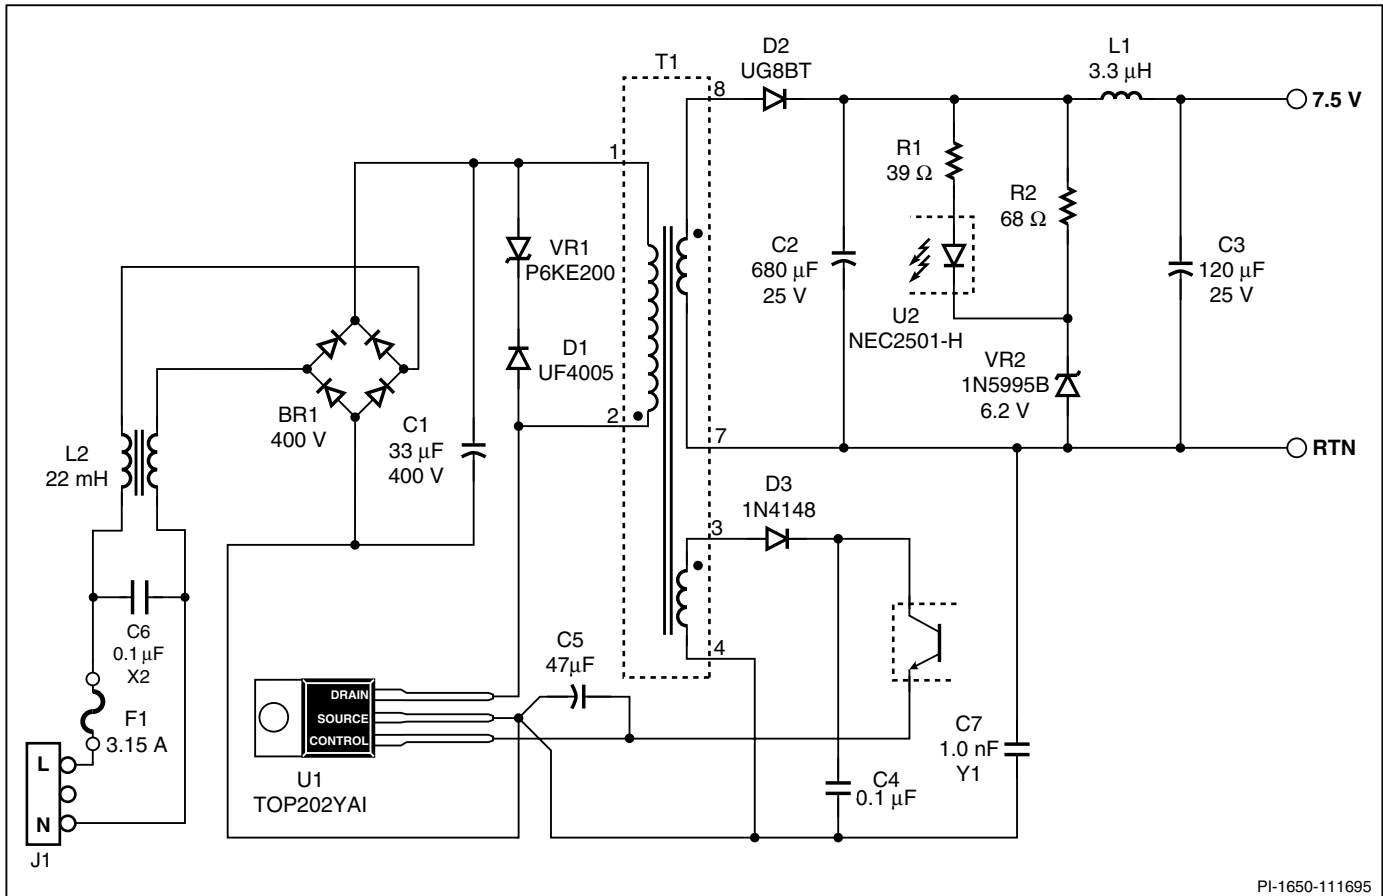 D2
UG8BT
L1
3.3 μH
T1
8
7.5 V
R1
39 Ω
1
R2
68 Ω
VR1
P6KE200
C2
680 μF
25 V
C3
120 μF
25 V
U2
NEC2501-H
D1
UF4005
VR2
1N5995B
6.2 V
BR1
400 V
C1
33 μF
400 V
2
7
RTN
L2
22 mH
D3
1N4148
3
C6
0.1 μF
X2
C5
47μF
4
DRAIN
SOURCE
CONTROL
F1
3.15 A
C7
1.0 nF
Y1
L
N
U1
TOP202YAI
C4
0.1 μF
J1
PI-1650-111695